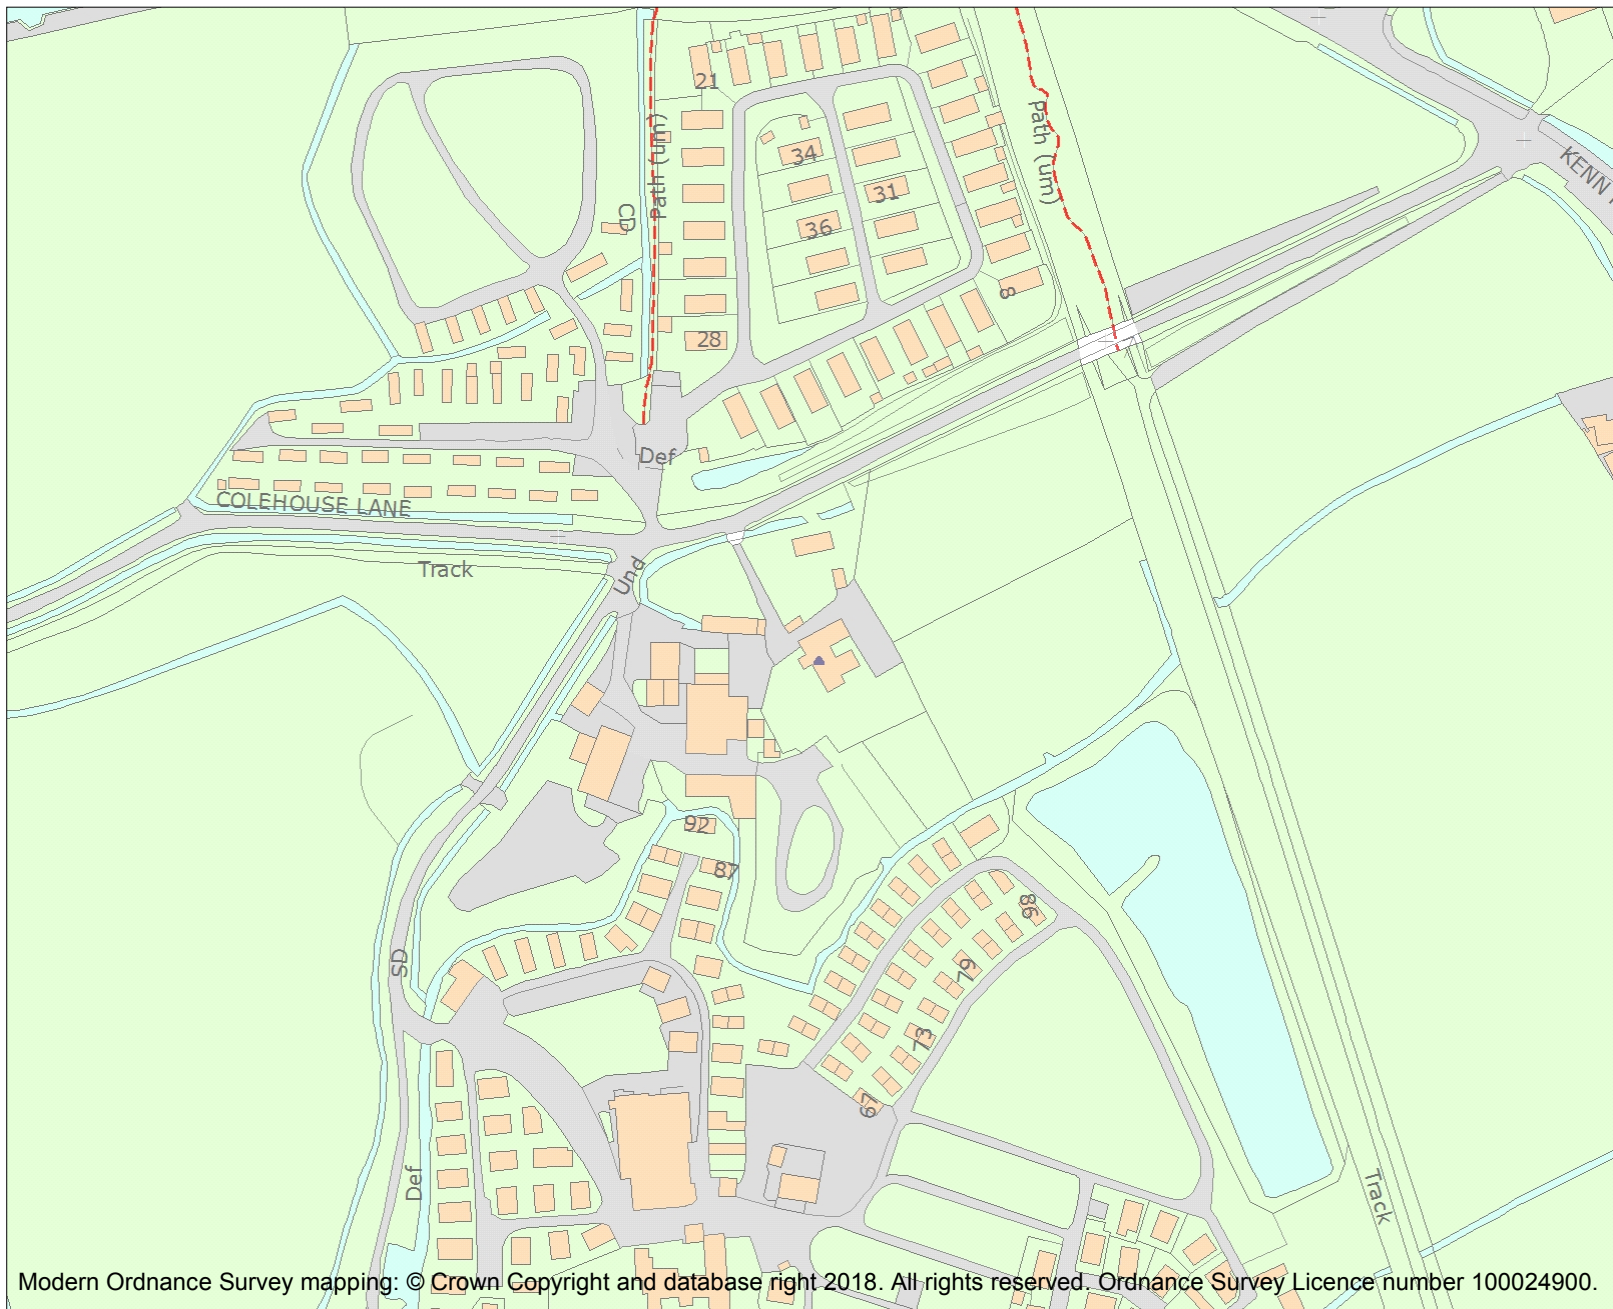 21
Path (um)
Path (um)
KENN
34
31
CD
36
8
28
Def
COLEHOUSE LANE
Track
Und
92
87
86
SD
79
73
67
Def
Track
Modern Ordnance Survey mapping: © Crown Copyright and database right 2018. All rights reserved. Ordnance Survey Licence number 100024900.